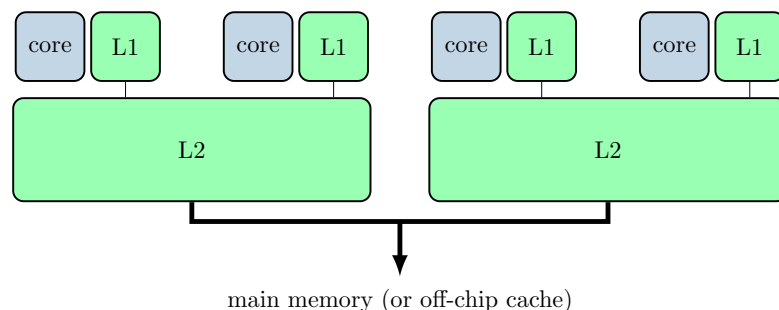 core L1 core L1 core L1 core L1
L2 L2
main memory (or off-chip cache)